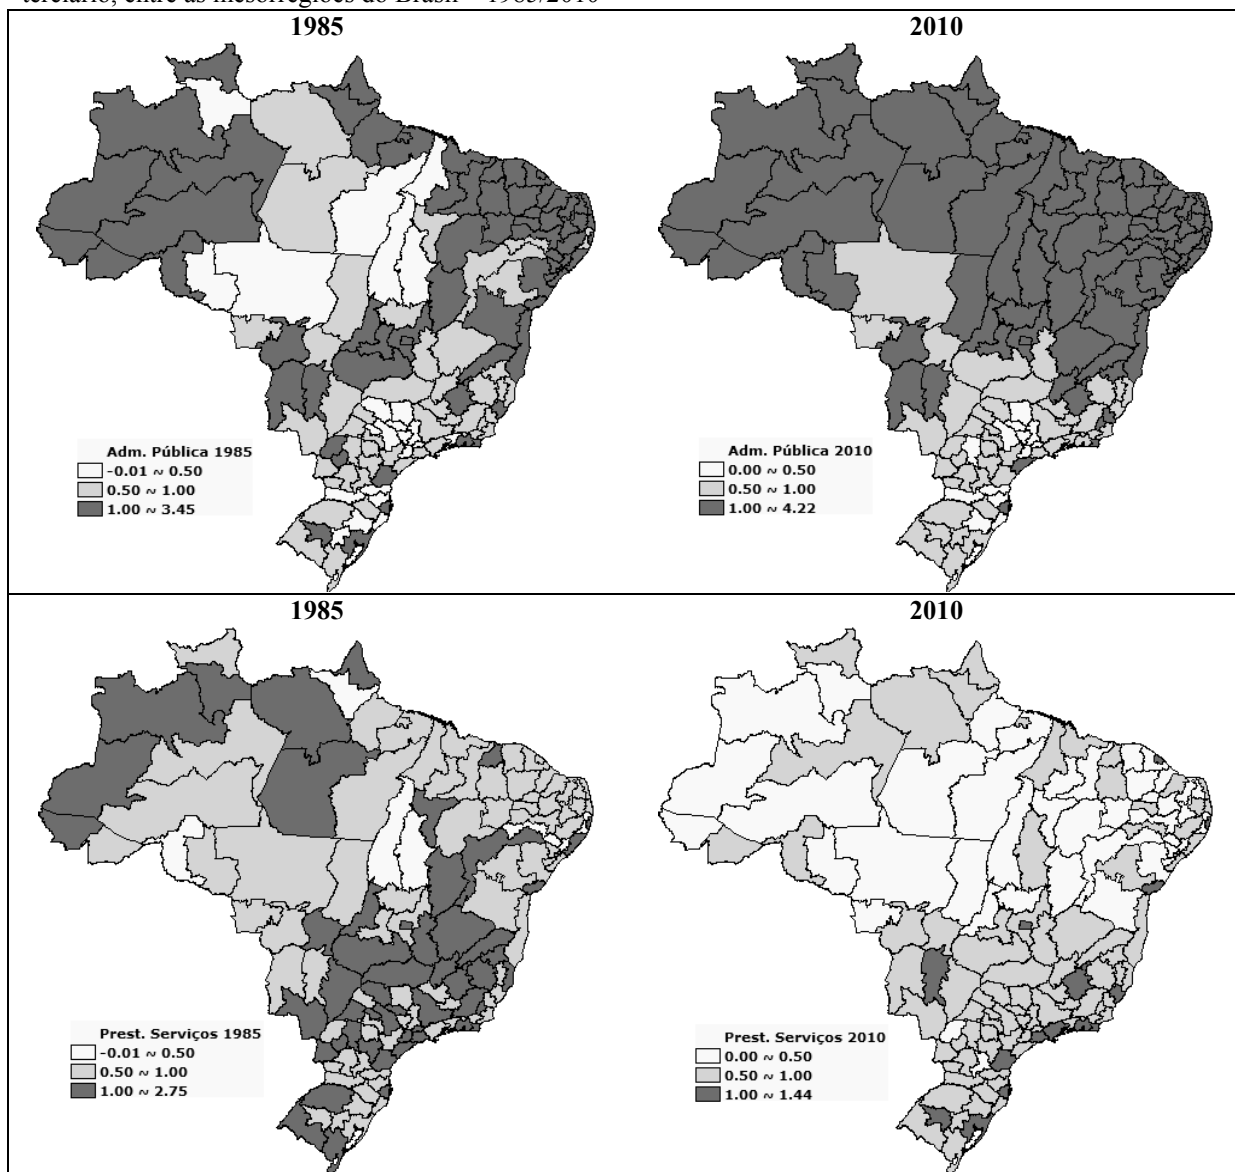 terciário, entre as mesorregiões do Brasil – 1985/2010
1985
2010
Adm. Pública 1985
-0.01 ~ 0.50
0.50 ~ 1.00
1.00 ~ 3.45
Adm. Pública 2010
0.00 ~ 0.50
0.50 ~ 1.00
1.00 ~ 4.22
1985
2010
Prest. Serviços 1985
-0.01 ~ 0.50
0.50 ~ 1.00
1.00 ~ 2.75
Prest. Serviços 2010
0.00 ~ 0.50
0.50 ~ 1.00
1.00 ~ 1.44